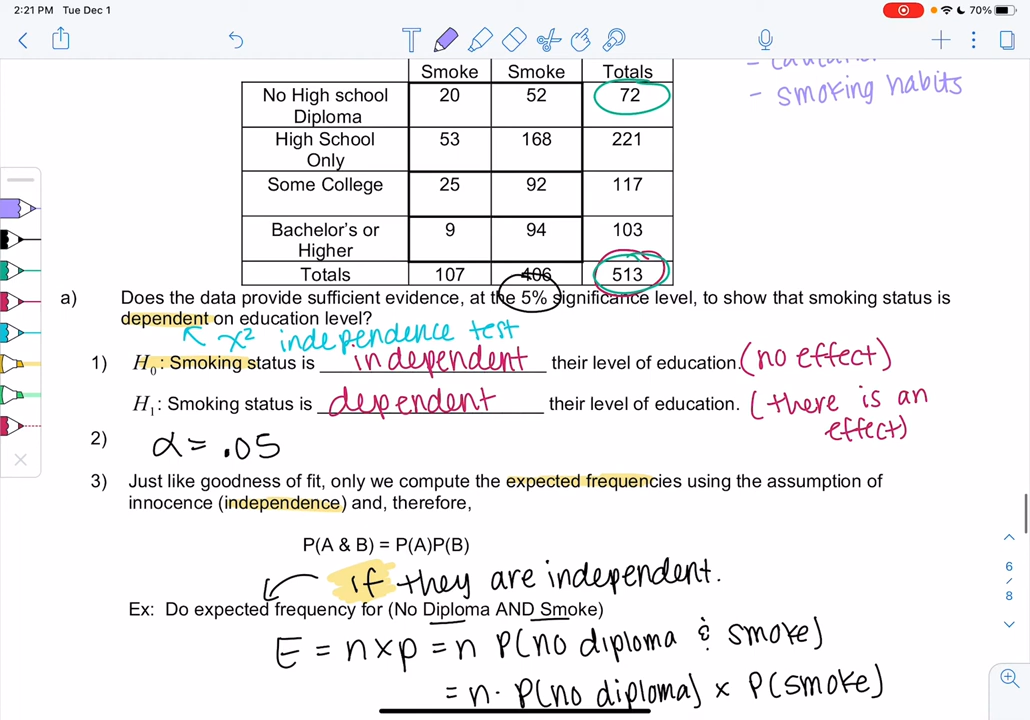 2:21 PM Tue Dec 1
70%
- smoking habits
Smoke Smoke Totals
No High school Diploma 20 52 72
High School Only 53 168 221
Some College 25 92 117
Bachelor's or Higher 9 94 103
Totals 107 406 513
a) Does the data provide sufficient evidence, at the 5% significance level, to show that smoking status is
dependent on education level?
x² independence test
1) H₀: Smoking status is independent their level of education. (no effect)
H₁: Smoking status is dependent their level of education. (there is an
effect)
2) α = .05
3) Just like goodness of fit, only we compute the expected frequencies using the assumption of
innocence (independence) and, therefore,
P(A & B) = P(A)P(B)
if they are independent.
Ex: Do expected frequency for (No Diploma AND Smoke)
E = n x p = n P(no diploma & smoke)
= n · P(no diploma) x P(smoke)
6
/
8